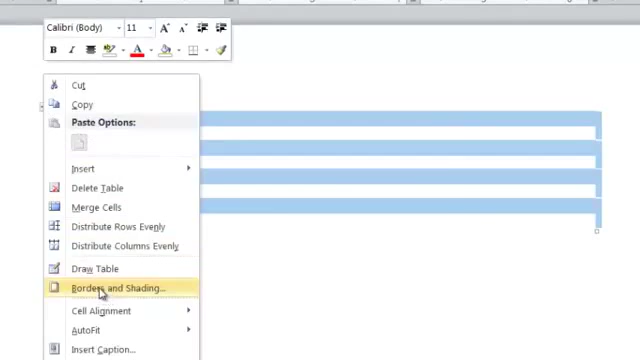 Calibri (Body) 11
B I
Cut
Copy
Paste Options:
Insert
Delete Table
Merge Cells
Distribute Rows Evenly
Distribute Columns Evenly
Draw Table
Borders and Shading...
Cell Alignment
AutoFit
Insert Caption...